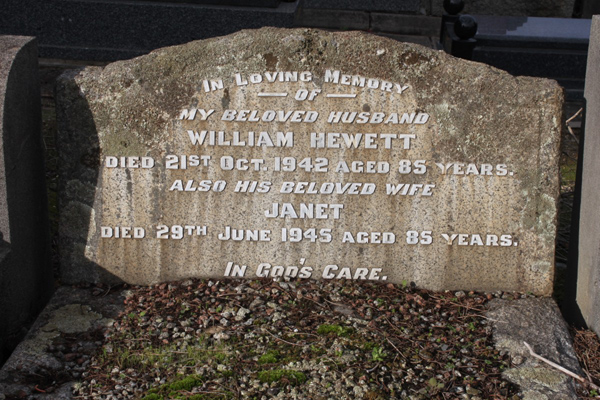 In Loving Memory
— OF —
MY BELOVED HUSBAND
WILLIAM HEWETT
DIED 21ST OCT. 1942 AGED 85 YEARS.
ALSO HIS BELOVED WIFE
JANET
DIED 29TH JUNE 1945 AGED 85 YEARS.
IN GOD'S CARE.